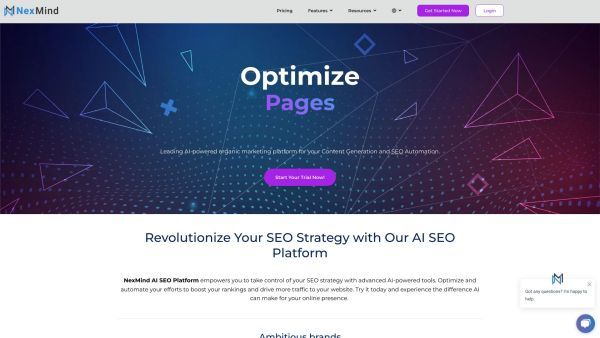 NexMind
Pricing
Features
Resources
Get Started Now
Login
Optimize
Pages
Leading AI-powered organic marketing platform for your Content Generation and SEO Automation.
Start Your Trial Now!
Revolutionize Your SEO Strategy with Our AI SEO
Platform
NexMind AI SEO Platform empowers you to take control of your SEO strategy with advanced AI-powered tools. Optimize and
automate your efforts to boost your rankings and drive more traffic to your website. Try it today and experience the difference AI
can make for your online presence.
Got any questions? I'm happy to
help.
Ambitious brands